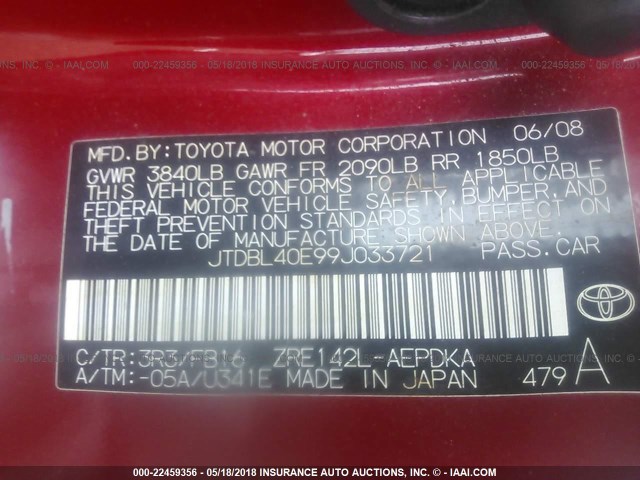 000-22459356 - 05/18/2018 INSURANCE AUTO AUCTIONS, INC. - © IAAI.COM
MFD. BY: TOYOTA MOTOR CORPORATION 06/08
GVWR 3840LB GAWR FR 2090LB RR 1850LB
THIS VEHICLE CONFORMS TO ALL APPLICABLE
FEDERAL MOTOR VEHICLE SAFETY, BUMPER, AND
THEFT PREVENTION STANDARDS IN EFFECT ON
THE DATE OF MANUFACTURE SHOWN ABOVE.
JTDBL40E99J033721 PASS. CAR
C/TR: 3R3/FB16 ZRE142L-AEPDKA
A/TM: -05A/U341E MADE IN JAPAN 479 A
000-22459356 - 05/18/2018 INSURANCE AUTO AUCTIONS, INC. - © IAAI.COM